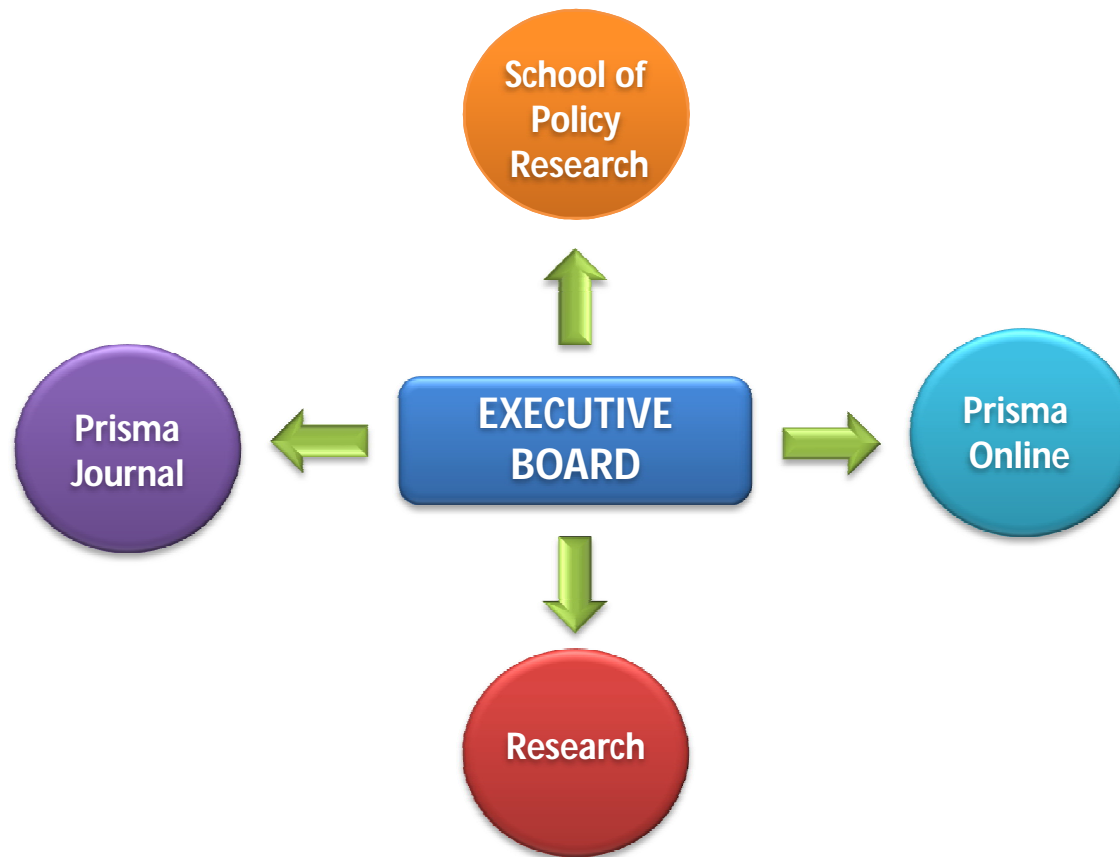 School of
Policy
Research
EXECUTIVE
BOARD
Prisma
Journal
Prisma
Online
Research